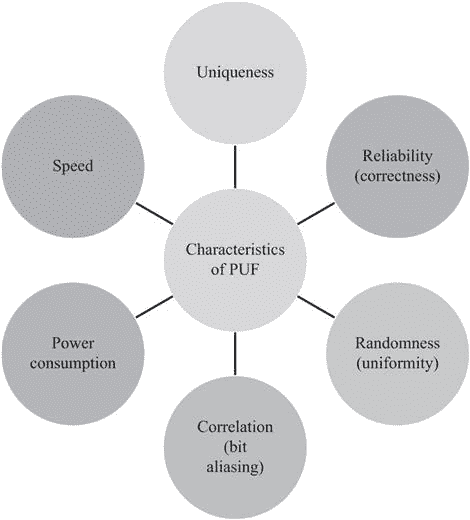 Uniqueness
Speed
Reliability
(correctness)
Characteristics
of PUF
Power
consumption
Randomness
(uniformity)
Correlation
(bit
aliasing)